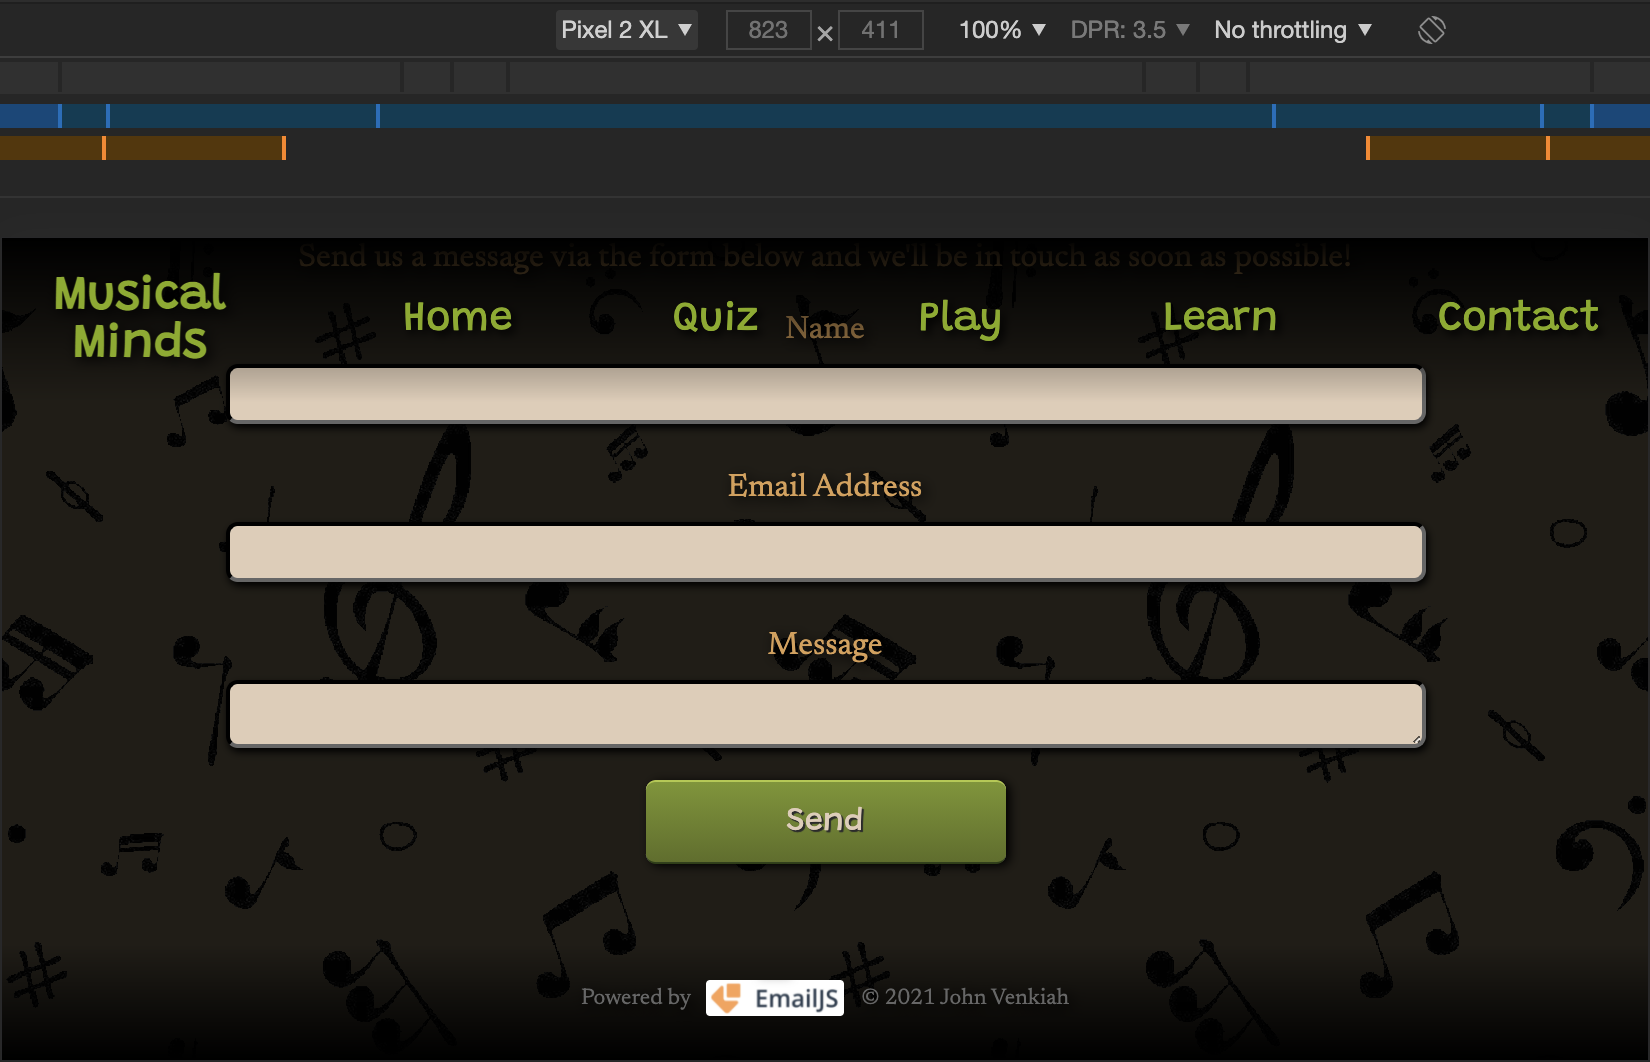 Pixel 2 XL ▼ 823 × 411 100% ▼ DPR: 3.5 ▼ No throttling ▼
Send us a message via the form below and we'll be in touch as soon as possible!
Musical
Minds
Home Quiz Play Learn Contact
Name
Email Address
Message
Send
Powered by EmailJS © 2021 John Venkiah